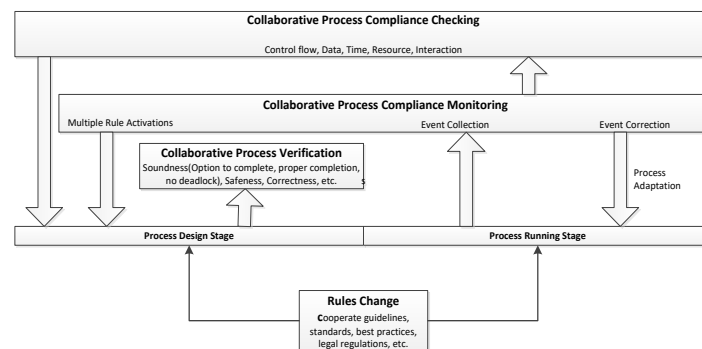 Collaborative Process Compliance Checking
Control flow, Data, Time, Resource, Interaction
Collaborative Process Compliance Monitoring
Multiple Rule Activations
Event Collection
Event Correction
Collaborative Process Verification
Soundness(Option to complete, proper completion,
no deadlock), Safeness, Correctness, etc.
s
Process
Adaptation
Process Design Stage
Process Running Stage
Rules Change
Cooperate guidelines,
standards, best practices,
legal regulations, etc.